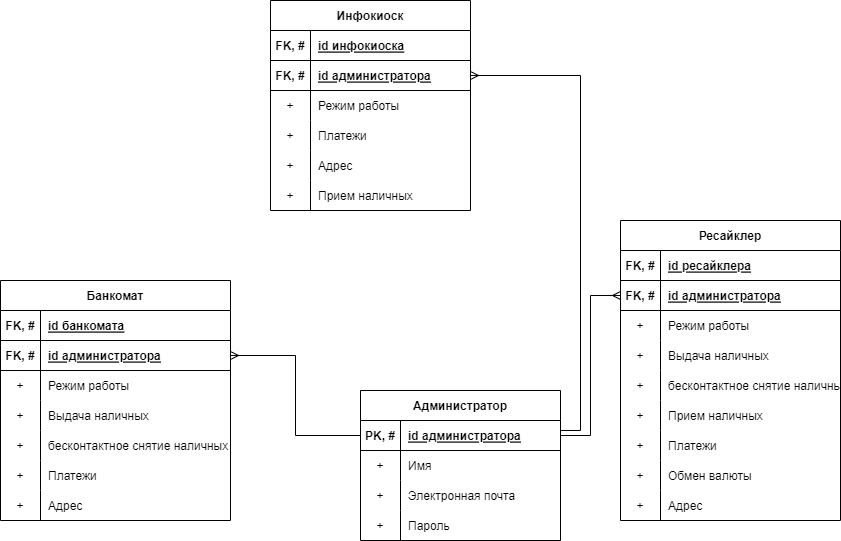 Инфокиоск
FK, # id инфокиоска
FK, # id администратора
+ Режим работы
+ Платежи
+ Адрес
+ Прием наличных
Ресайклер
FK, # id ресайклера
FK, # id администратора
+ Режим работы
+ Выдача наличных
+ бесконтактное снятие наличнь
+ Прием наличных
+ Платежи
+ Обмен валюты
+ Адрес
Банкомат
FK, # id банкомата
FK, # id администратора
+ Режим работы
+ Выдача наличных
+ бесконтактное снятие наличных
+ Платежи
+ Адрес
Администратор
PK, # id администратора
+ Имя
+ Электронная почта
+ Пароль